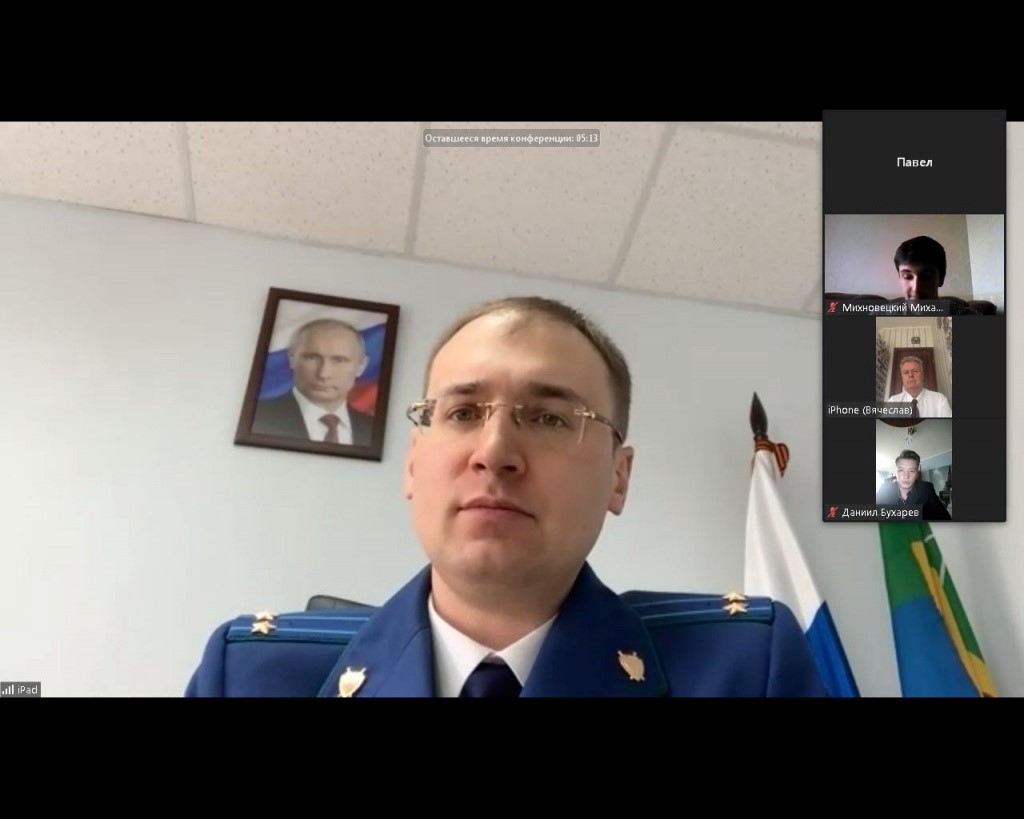 Оставшееся время конференции: 05:13
Павел
Михновецкий Миха...
iPhone (Вячеслав)
Даниил Бухарев
iPad